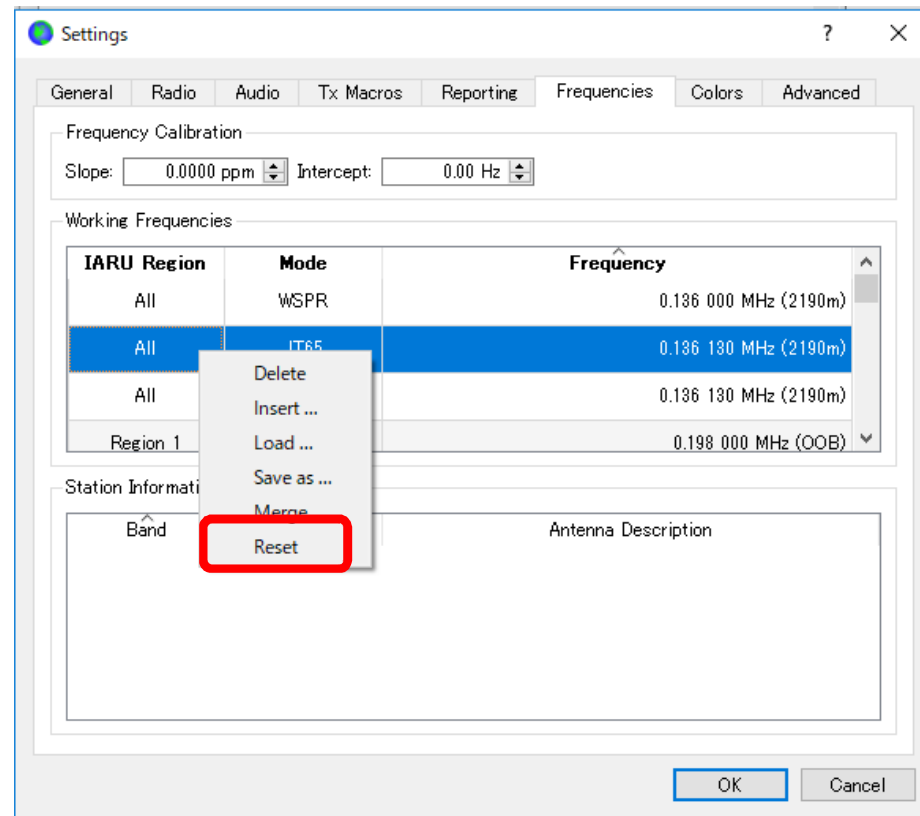 Settings
General Radio Audio Tx Macros Reporting Frequencies Colors Advanced
Frequency Calibration
Slope: 0.0000 ppm Intercept: 0.00 Hz
Working Frequencies
IARU Region Mode Frequency
All WSPR 0.136 000 MHz (2190m)
All JT65 0.136 130 MHz (2190m)
All 0.136 130 MHz (2190m)
Region 1 0.198 000 MHz (OOB)
Delete
Insert ...
Load ...
Save as ...
Merge
Reset
Station Informati
Band Antenna Description
OK Cancel